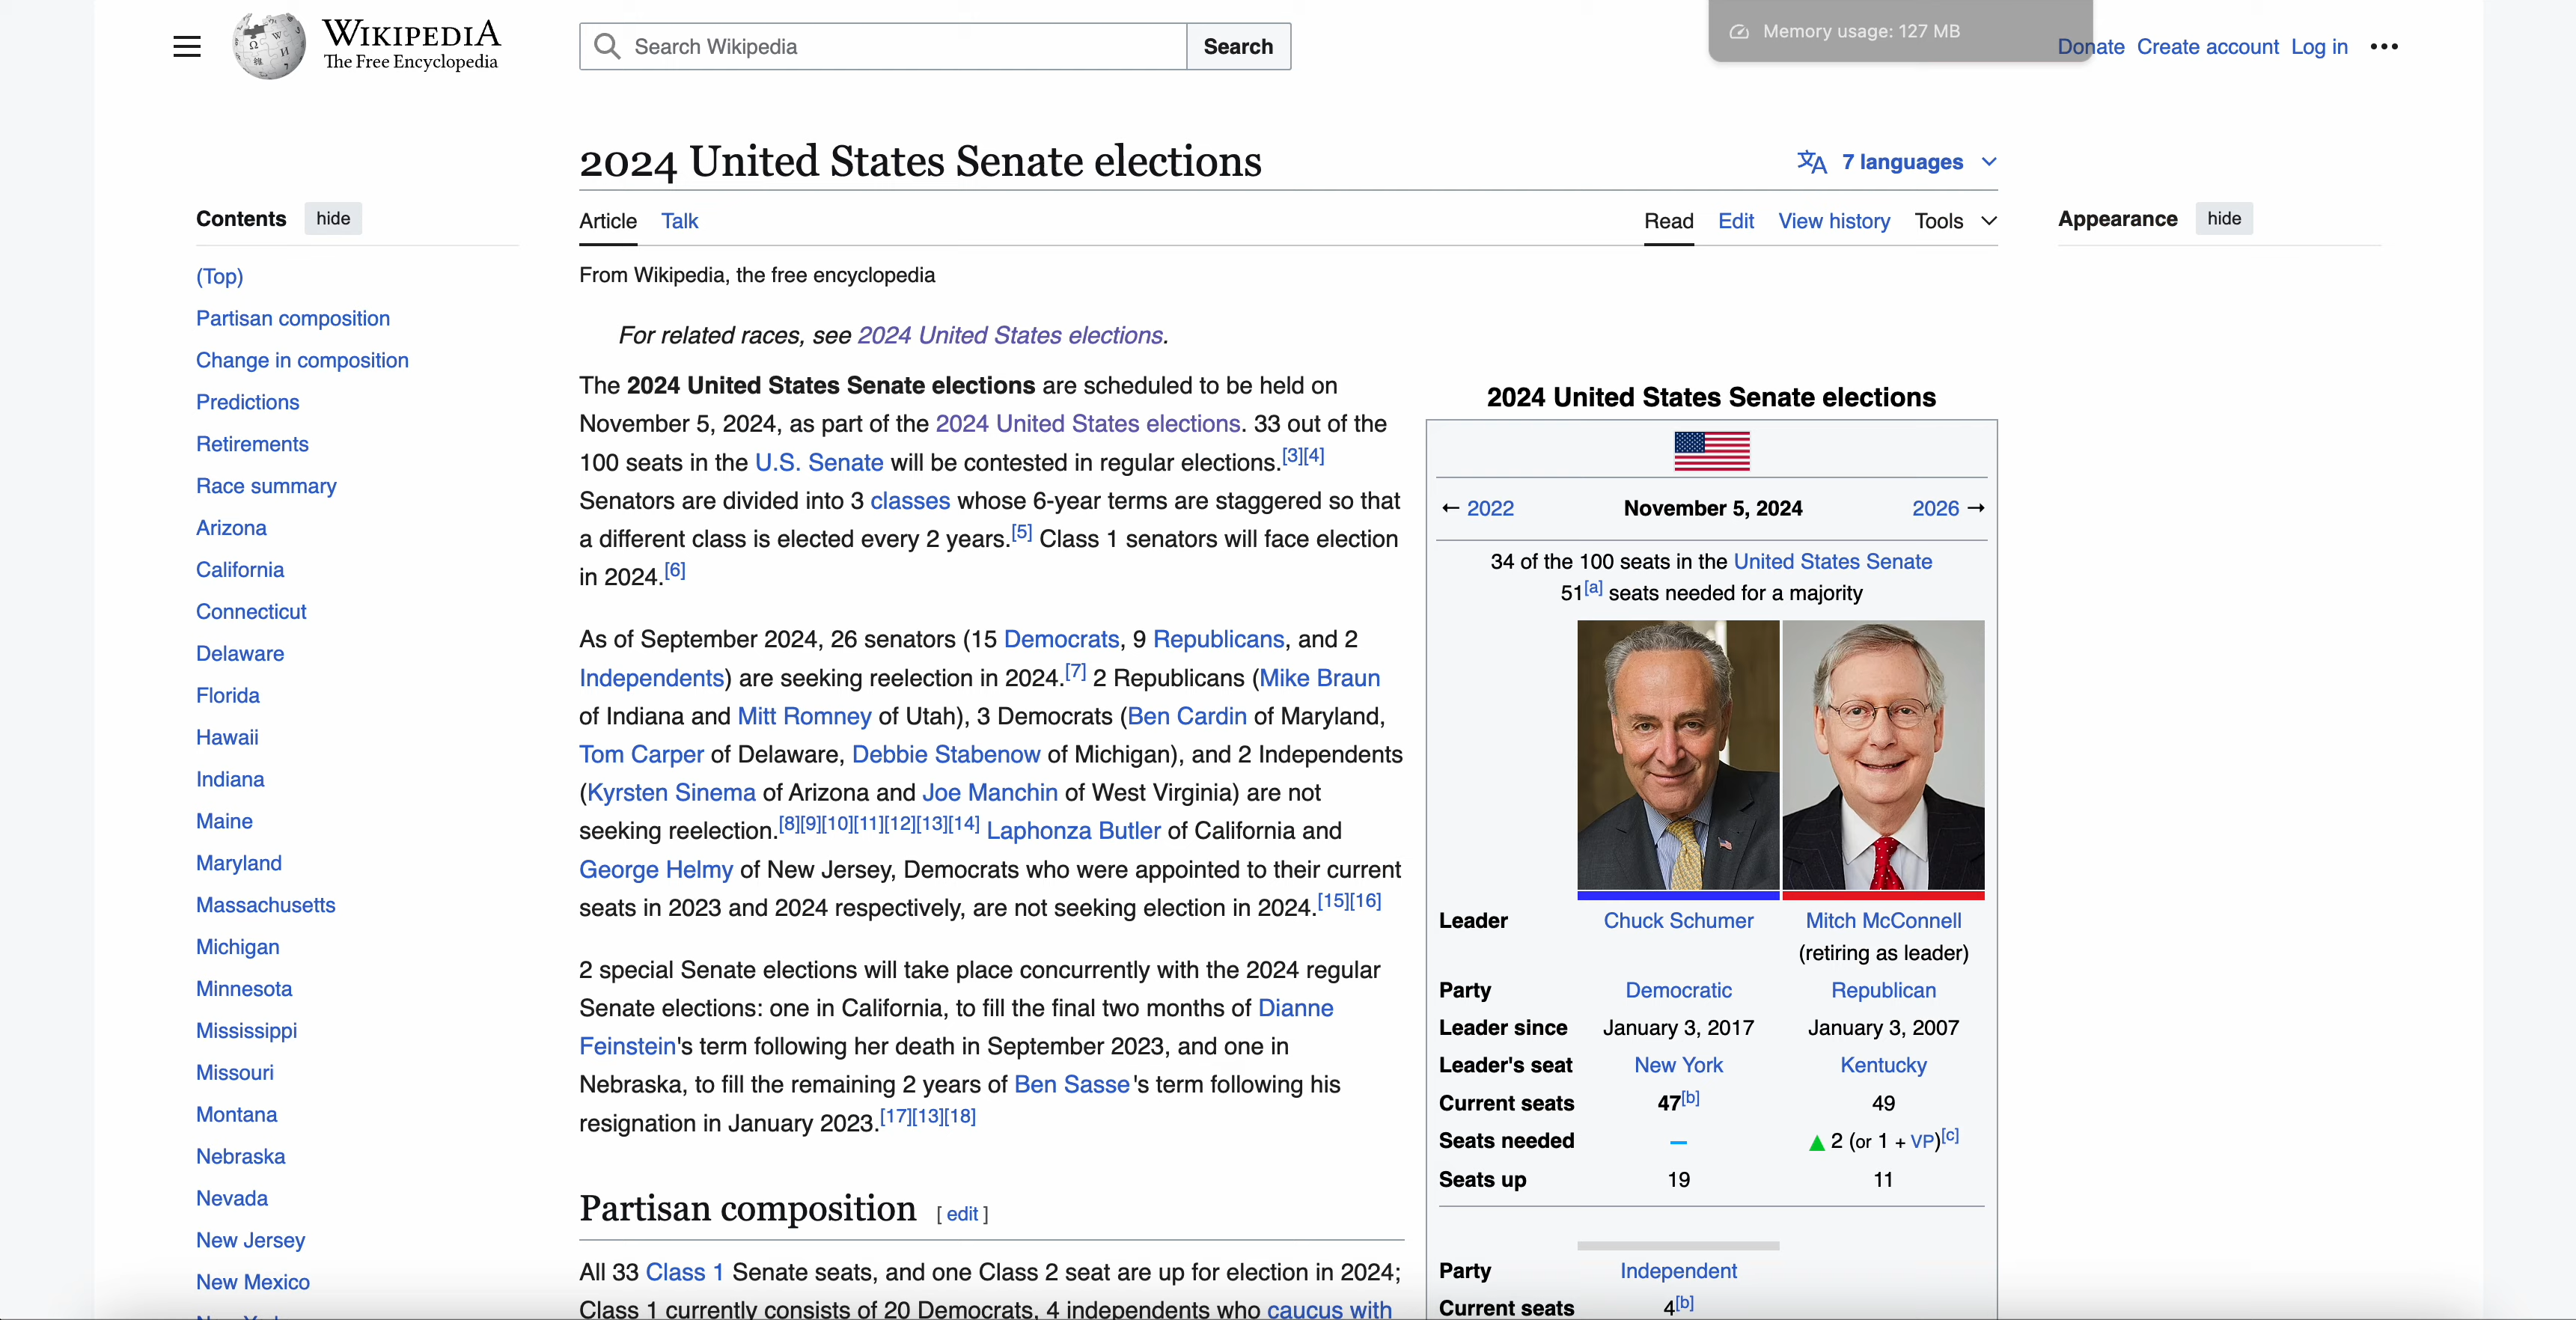 WIKIPEDIA
The Free Encyclopedia
Search Wikipedia
Search
Memory usage: 127 MB
Donate Create account Log in
2024 United States Senate elections
7 languages
Contents hide
Article Talk
Read Edit View history Tools
Appearance hide
(Top)
Partisan composition
Change in composition
Predictions
Retirements
Race summary
Arizona
California
Connecticut
Delaware
Florida
Hawaii
Indiana
Maine
Maryland
Massachusetts
Michigan
Minnesota
Mississippi
Missouri
Montana
Nebraska
Nevada
New Jersey
New Mexico
From Wikipedia, the free encyclopedia
For related races, see 2024 United States elections.
The 2024 United States Senate elections are scheduled to be held on
November 5, 2024, as part of the 2024 United States elections. 33 out of the
100 seats in the U.S. Senate will be contested in regular elections.[3][4]
Senators are divided into 3 classes whose 6-year terms are staggered so that
a different class is elected every 2 years.[5] Class 1 senators will face election
in 2024.[6]
As of September 2024, 26 senators (15 Democrats, 9 Republicans, and 2
Independents) are seeking reelection in 2024.[7] 2 Republicans (Mike Braun
of Indiana and Mitt Romney of Utah), 3 Democrats (Ben Cardin of Maryland,
Tom Carper of Delaware, Debbie Stabenow of Michigan), and 2 Independents
(Kyrsten Sinema of Arizona and Joe Manchin of West Virginia) are not
seeking reelection.[8][9][10][11][12][13][14] Laphonza Butler of California and
George Helmy of New Jersey, Democrats who were appointed to their current
seats in 2023 and 2024 respectively, are not seeking election in 2024.[15][16]
2 special Senate elections will take place concurrently with the 2024 regular
Senate elections: one in California, to fill the final two months of Dianne
Feinstein's term following her death in September 2023, and one in
Nebraska, to fill the remaining 2 years of Ben Sasse's term following his
resignation in January 2023.[17][13][18]
Partisan composition [ edit ]
All 33 Class 1 Senate seats, and one Class 2 seat are up for election in 2024;
Class 1 currently consists of 20 Democrats, 4 independents who caucus with
2024 United States Senate elections
← 2022 November 5, 2024 2026 →
34 of the 100 seats in the United States Senate
51[a] seats needed for a majority
Leader Chuck Schumer Mitch McConnell
(retiring as leader)
Party Democratic Republican
Leader since January 3, 2017 January 3, 2007
Leader's seat New York Kentucky
Current seats 47[b] 49
Seats needed — ▲ 2 (or 1 + VP)[c]
Seats up 19 11
Party Independent
Current seats 4[b]